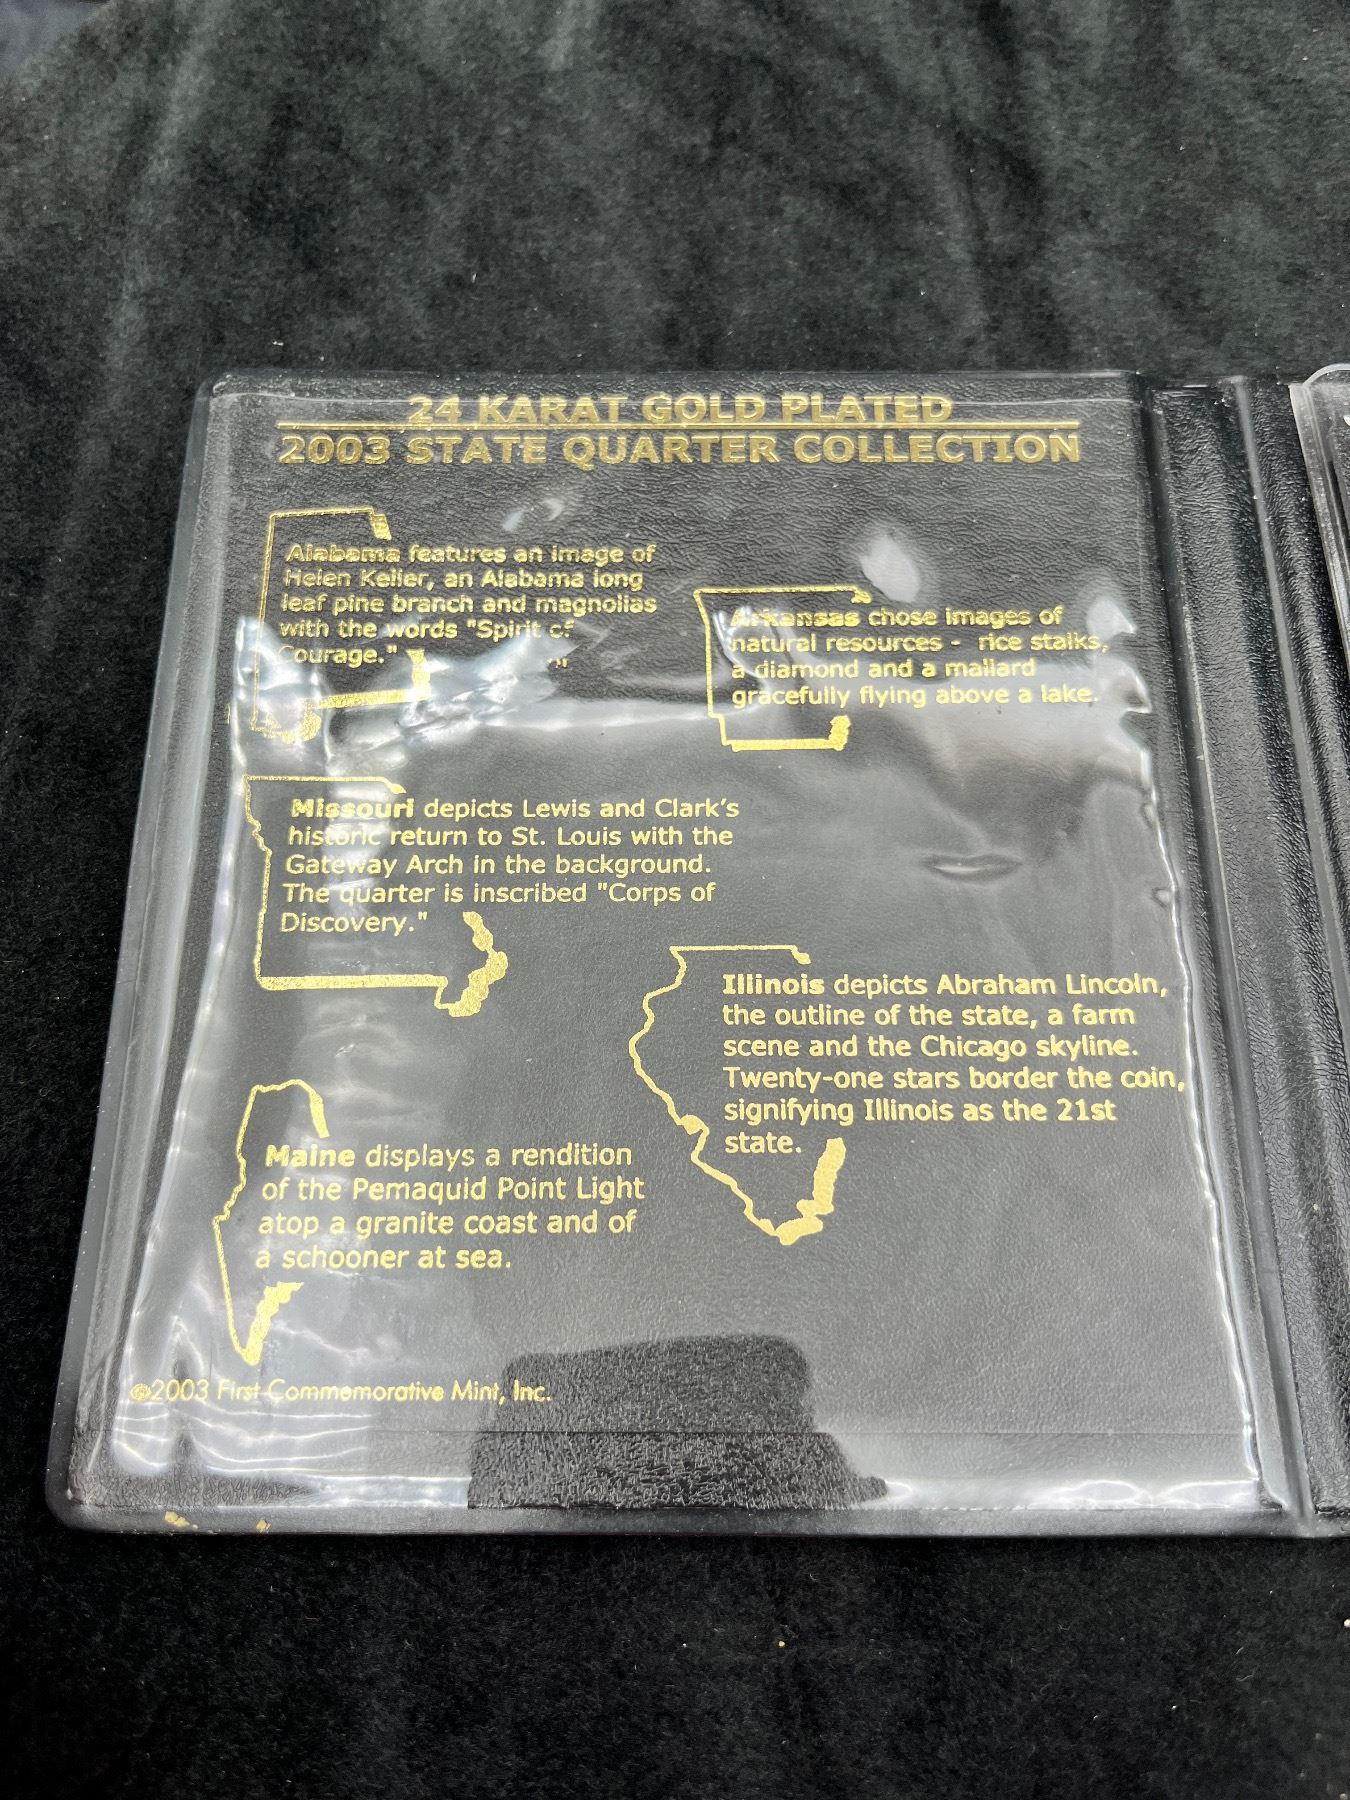 24 KARAT GOLD PLATED
2003 STATE QUARTER COLLECTION
Alabama features an image of
Helen Keller, an Alabama long
leaf pine branch and magnolias
with the words "Spirit of
Courage."
Arkansas chose images of
natural resources - rice stalks,
a diamond and a mallard
gracefully flying above a lake.
Missouri depicts Lewis and Clark's
historic return to St. Louis with the
Gateway Arch in the background.
The quarter is inscribed "Corps of
Discovery."
Illinois depicts Abraham Lincoln,
the outline of the state, a farm
scene and the Chicago skyline.
Twenty-one stars border the coin,
signifying Illinois as the 21st
state.
Maine displays a rendition
of the Pemaquid Point Light
atop a granite coast and of
a schooner at sea.
©2003 First Commemorative Mint, Inc.